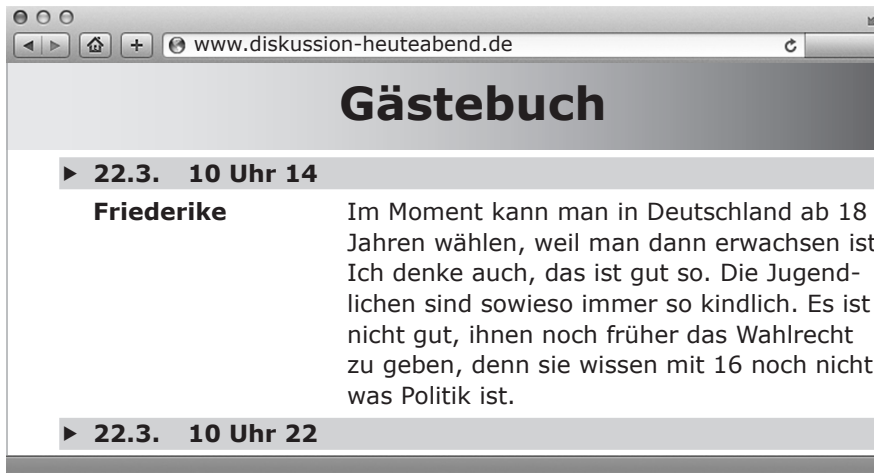 www.diskussion-heuteabend.de
Gästebuch
22.3. 10 Uhr 14
Friederike Im Moment kann man in Deutschland ab 18
Jahren wählen, weil man dann erwachsen ist
Ich denke auch, das ist gut so. Die Jugend-
lichen sind sowieso immer so kindlich. Es ist
nicht gut, ihnen noch früher das Wahlrecht
zu geben, denn sie wissen mit 16 noch nicht
was Politik ist.
22.3. 10 Uhr 22